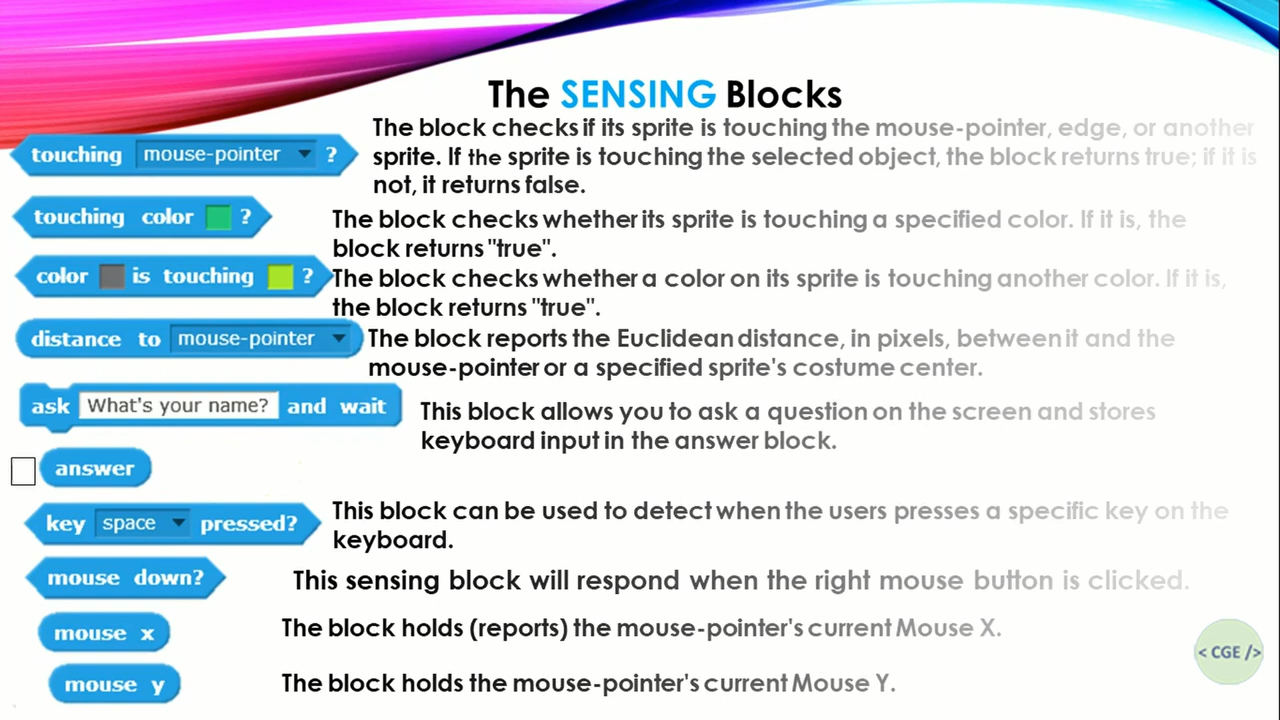 The SENSING Blocks
touching mouse-pointer ?
The block checks if its sprite is touching the mouse-pointer, edge, or another
sprite. If the sprite is touching the selected object, the block returns true; if it is
not, it returns false.
touching color ?
The block checks whether its sprite is touching a specified color. If it is, the
block returns "true".
color is touching ?
The block checks whether a color on its sprite is touching another color. If it is,
the block returns "true".
distance to mouse-pointer
The block reports the Euclidean distance, in pixels, between it and the
mouse-pointer or a specified sprite's costume center.
ask What's your name? and wait
This block allows you to ask a question on the screen and stores
keyboard input in the answer block.
answer
key space pressed?
This block can be used to detect when the users presses a specific key on the
keyboard.
mouse down?
This sensing block will respond when the right mouse button is clicked.
mouse x
The block holds (reports) the mouse-pointer's current Mouse X.
mouse y
The block holds the mouse-pointer's current Mouse Y.
< CGE />